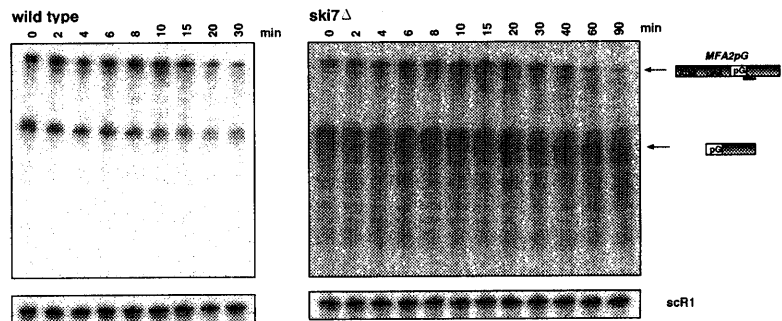 wild type
0 2 4 6 8 10 15 20 30 min
ski7Δ
0 2 4 6 8 10 15 20 30 40 60 90 min
MFA2pG
pG
pG
scR1